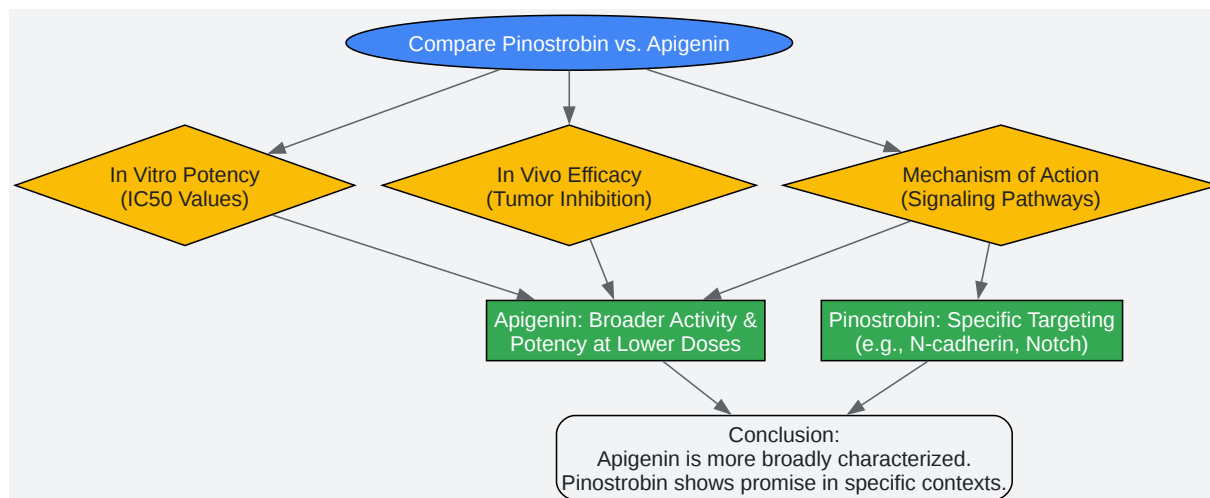 Compare Pinostrobin vs. Apigenin
In Vitro Potency
(IC50 Values)
In Vivo Efficacy
(Tumor Inhibition)
Mechanism of Action
(Signaling Pathways)
Apigenin: Broader Activity &
Potency at Lower Doses
Pinostrobin: Specific Targeting
(e.g., N-cadherin, Notch)
Conclusion:
Apigenin is more broadly characterized.
Pinostrobin shows promise in specific contexts.